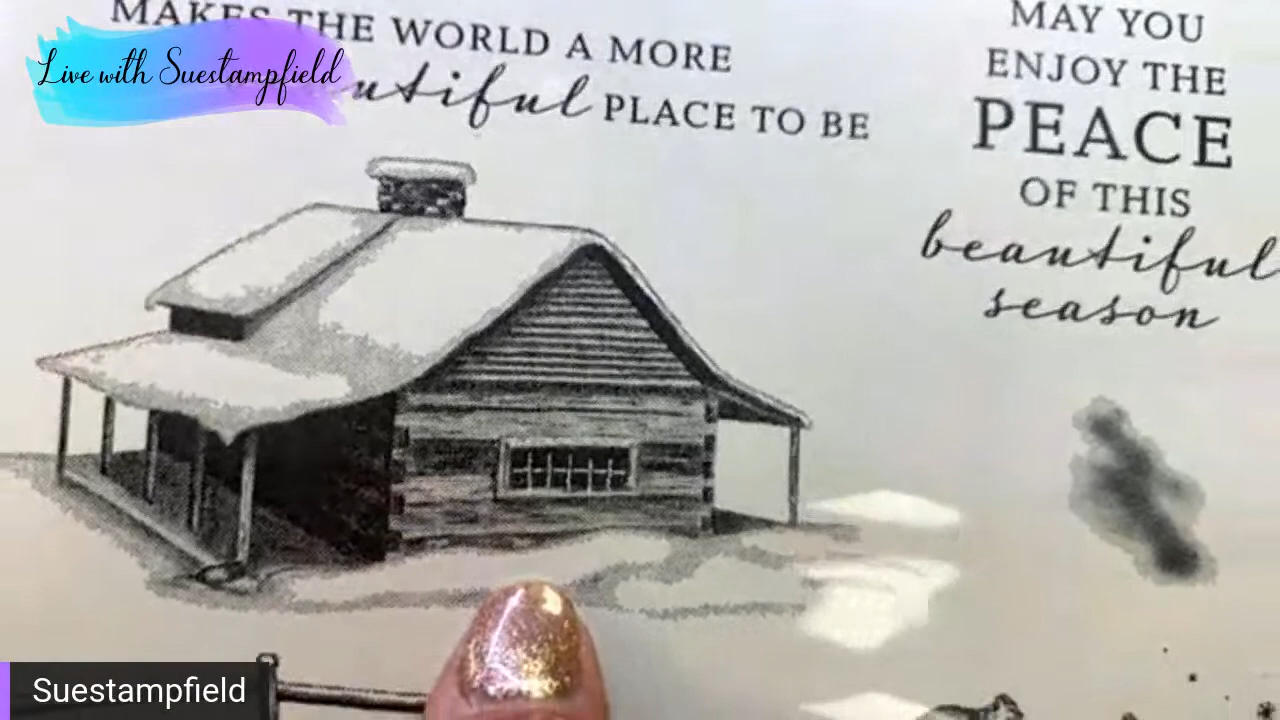 MAKES THE WORLD A MORE
utiful PLACE TO BE
MAY YOU
ENJOY THE
PEACE
OF THIS
beautiful
season
Live with Suestampfield
Suestampfield